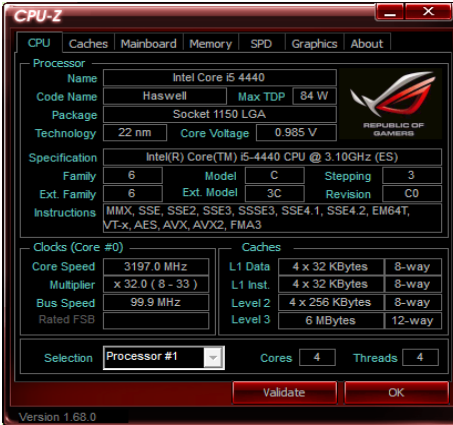 CPU-Z
CPU Caches Mainboard Memory SPD Graphics About
Processor
Name Intel Core i5 4440
Code Name Haswell Max TDP 84 W
Package Socket 1150 LGA
Technology 22 nm Core Voltage 0.985 V
REPUBLIC OF
GAMERS
Specification Intel(R) Core(TM) i5-4440 CPU @ 3.10GHz (ES)
Family 6 Model C Stepping 3
Ext. Family 6 Ext. Model 3C Revision C0
Instructions MMX, SSE, SSE2, SSE3, SSSE3, SSE4.1, SSE4.2, EM64T,
VT-x, AES, AVX, AVX2, FMA3
Clocks (Core #0) Caches
Core Speed 3197.0 MHz L1 Data 4 x 32 KBytes 8-way
Multiplier x 32.0 ( 8 - 33 ) L1 Inst. 4 x 32 KBytes 8-way
Bus Speed 99.9 MHz Level 2 4 x 256 KBytes 8-way
Rated FSB Level 3 6 MBytes 12-way
Selection Processor #1 Cores 4 Threads 4
Validate OK
Version 1.68.0